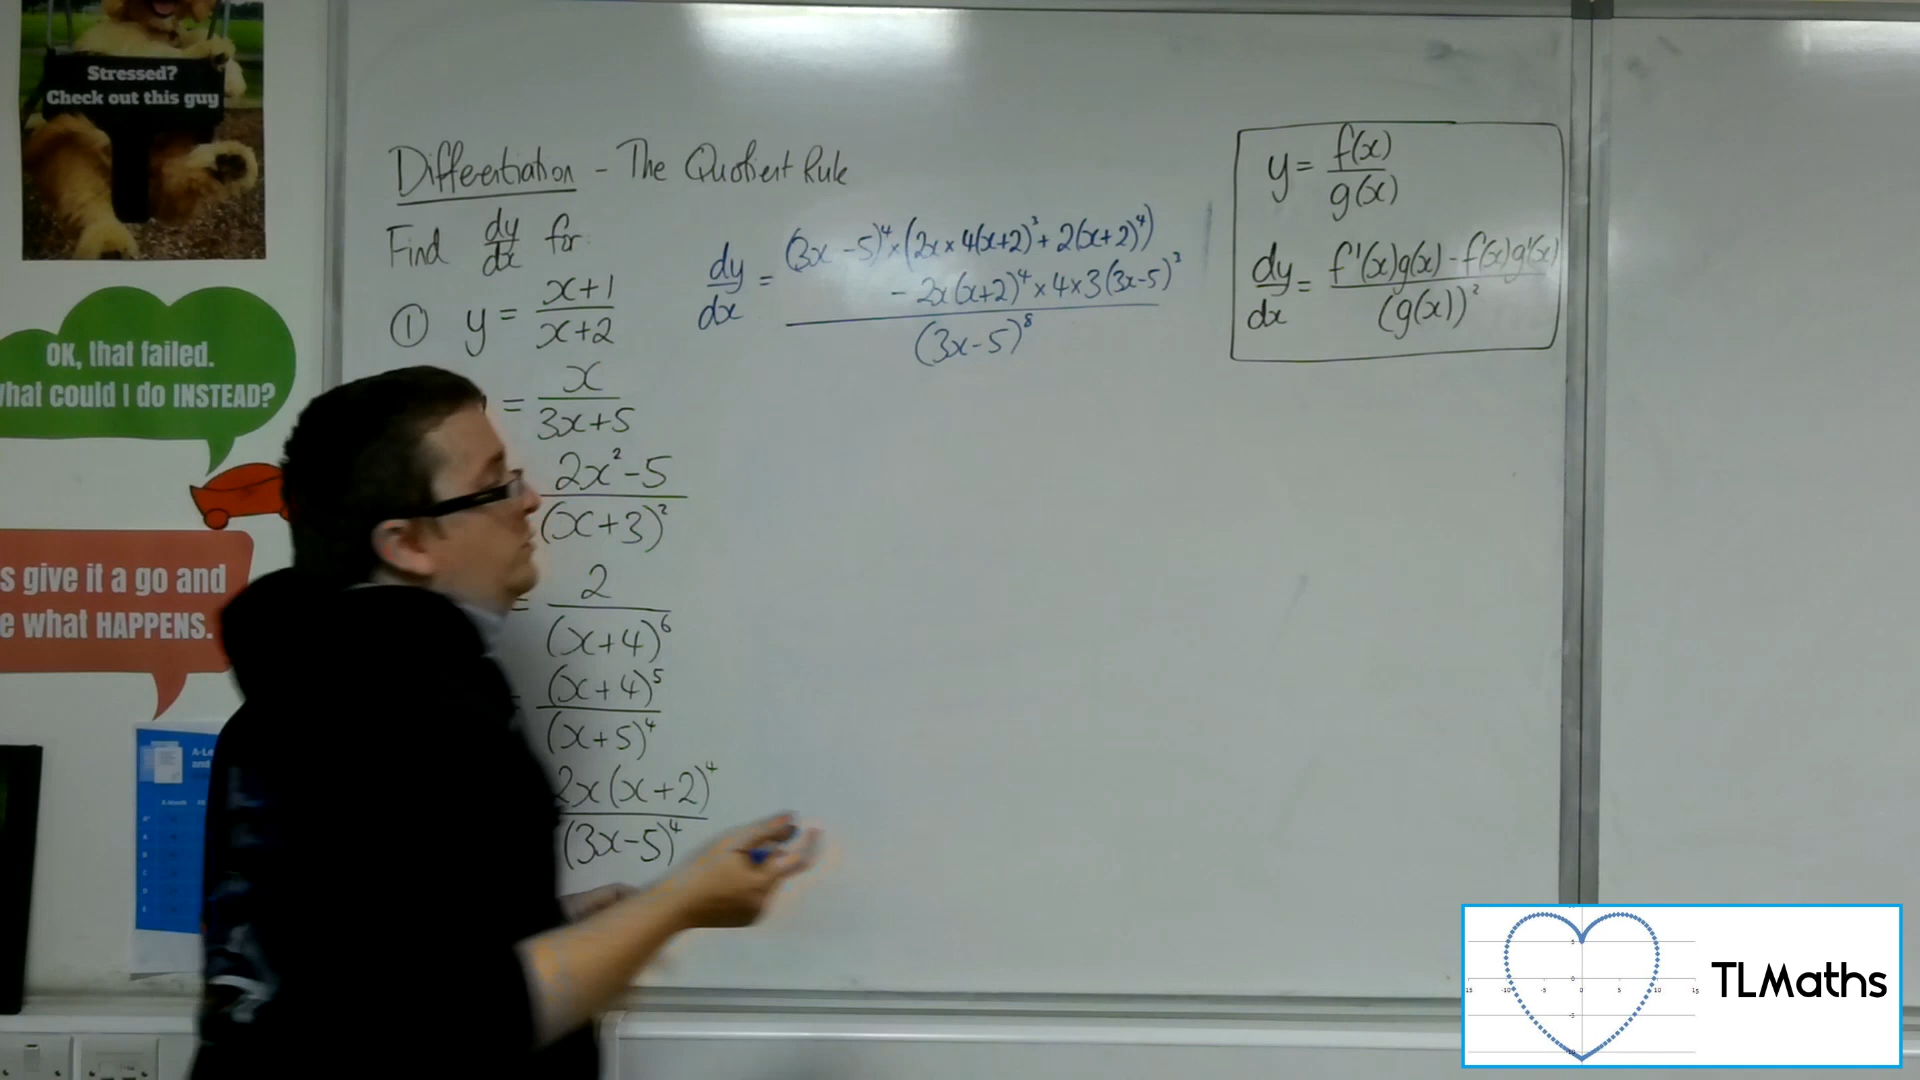 Stressed?
Check out this guy
OK, that failed.
What could I do INSTEAD?
s give it a go and
e what HAPPENS.
A-Le
and
Differentiation - The Quotient Rule
Find dy/dx for:
① y = (x+1)/(x+2)
= x/(3x+5)
(2x²-5)/(x+3)²
= 2/(x+4)⁶
= (x+4)⁵/(x+5)⁴
2x(x+2)⁴/(3x-5)⁴
dy/dx = (3x-5)⁴×(2x×4(x+2)³+2(x+2)⁴)
- 2x(x+2)⁴×4×3(3x-5)³
(3x-5)⁸
y = f(x)/g(x)
dy/dx = f'(x)g(x) - f(x)g'(x)
(g(x))²
TLMaths